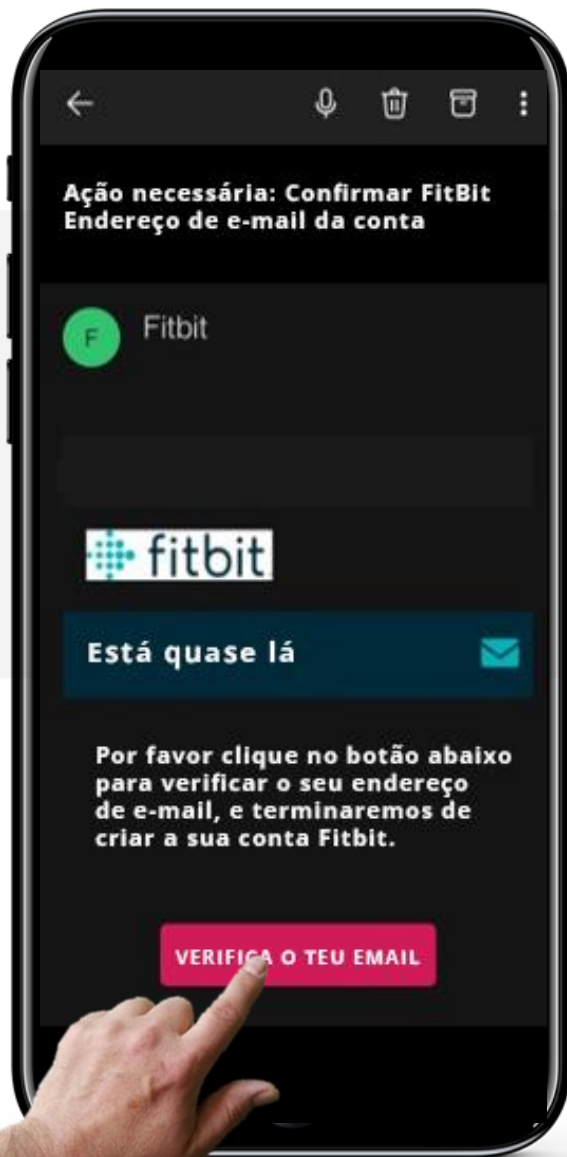 Ação necessária: Confirmar FitBit
Endereço de e-mail da conta
F
Fitbit
fitbit
Está quase lá
Por favor clique no botão abaixo
para verificar o seu endereço
de e-mail, e terminaremos de
criar a sua conta Fitbit.
VERIFICA O TEU EMAIL